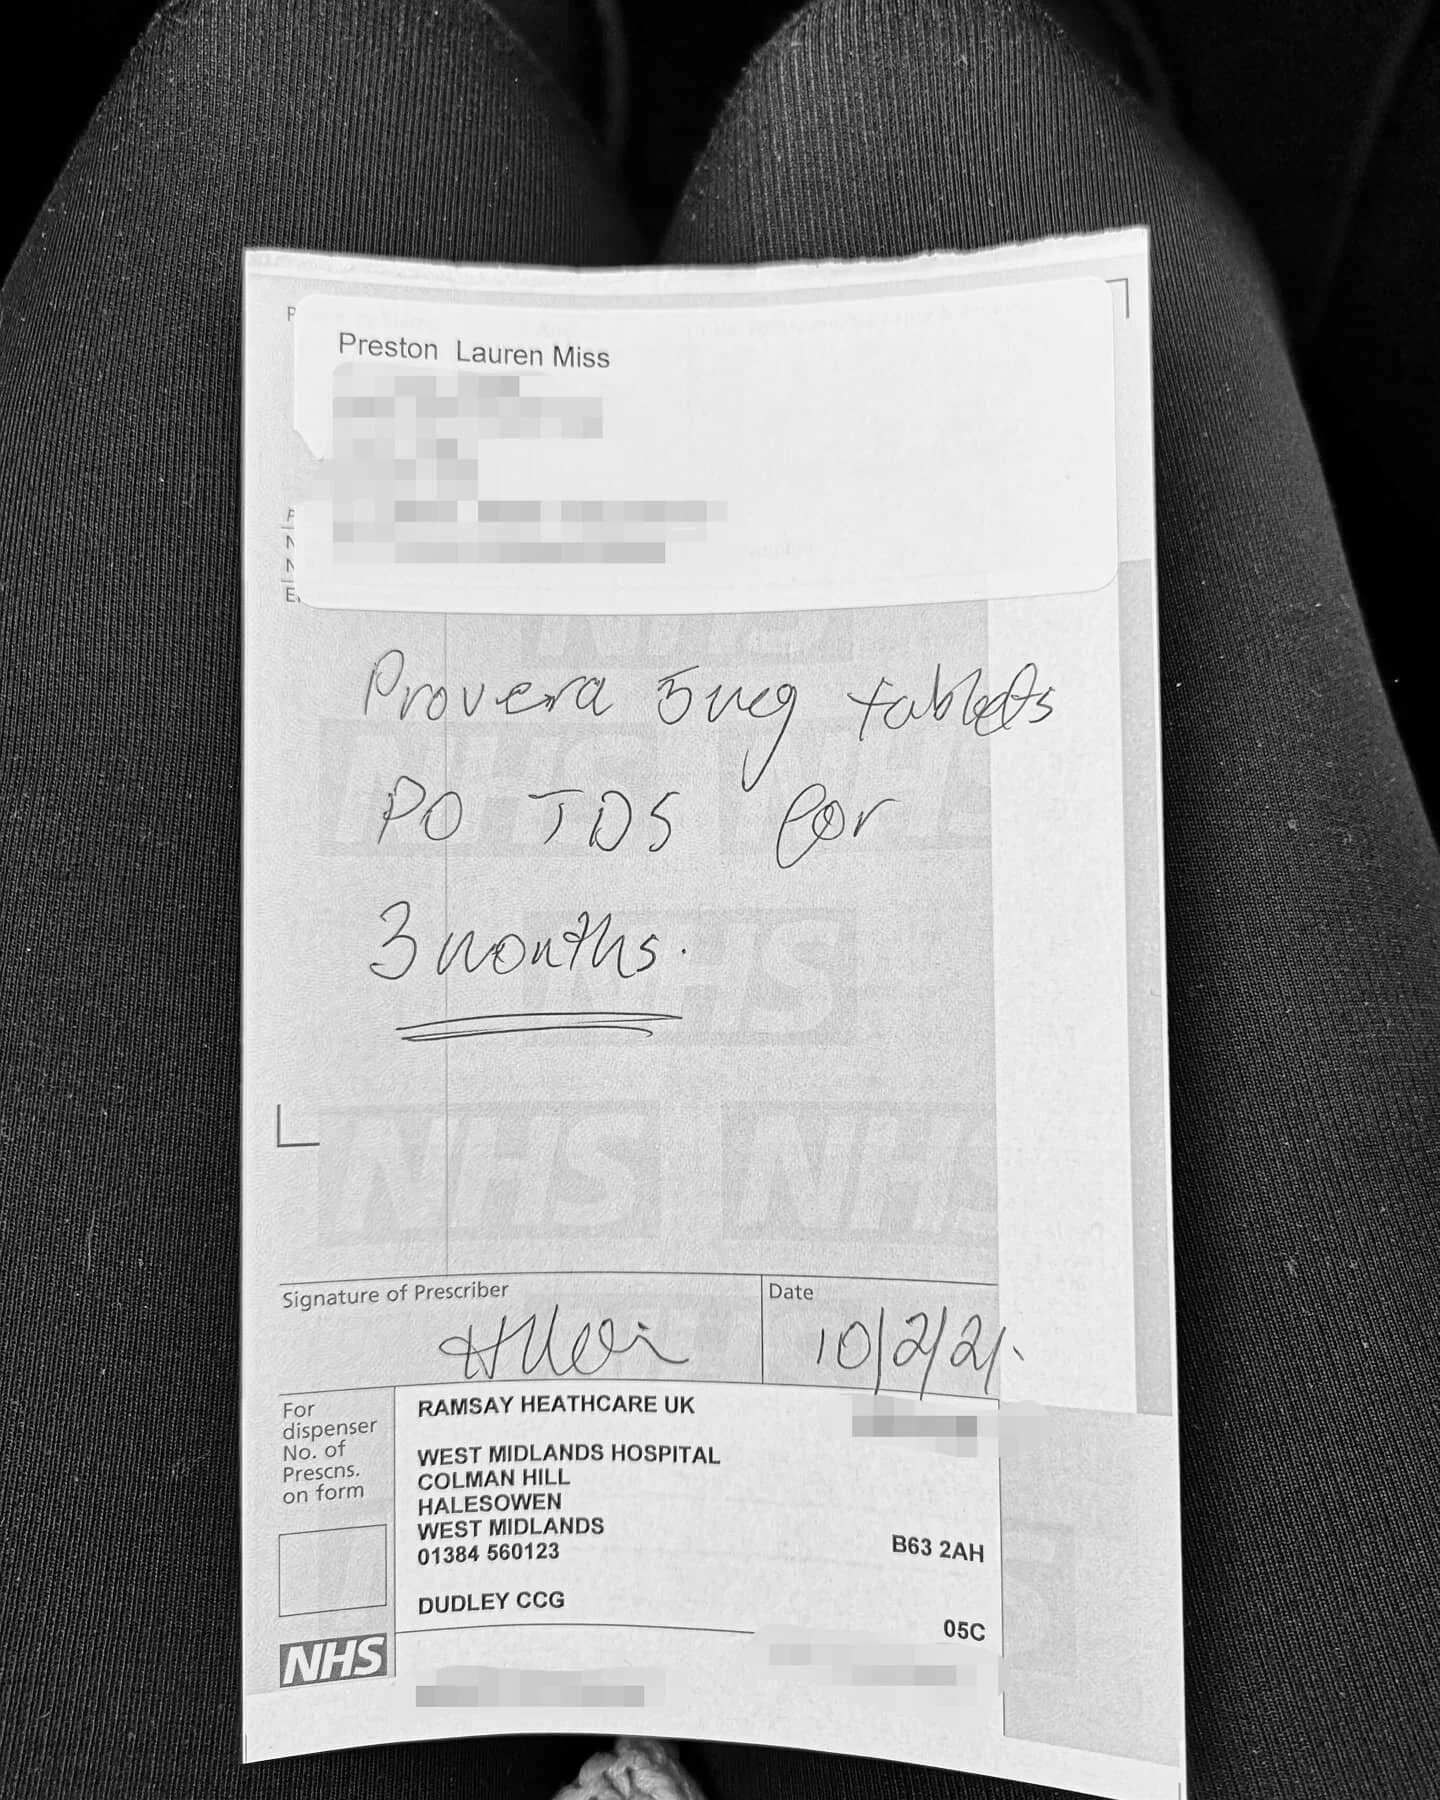 Preston Lauren Miss
Provera 5mg tablets
PO TDS for
3 months.
Signature of Prescriber
Date
10/2/21.
For
dispenser
No. of
Prescns.
on form
RAMSAY HEATHCARE UK
WEST MIDLANDS HOSPITAL
COLMAN HILL
HALESOWEN
WEST MIDLANDS
01384 560123
B63 2AH
DUDLEY CCG
05C
NHS